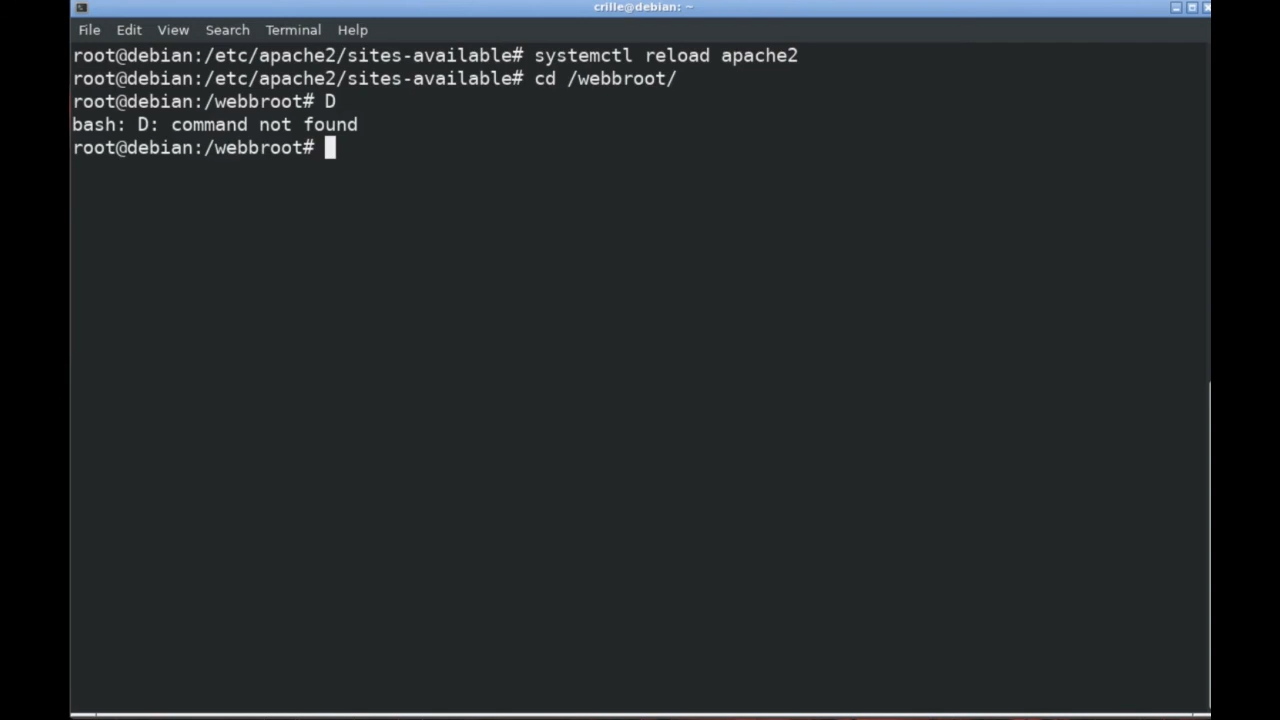 crille@debian: ~
File Edit View Search Terminal Help
root@debian:/etc/apache2/sites-available# systemctl reload apache2
root@debian:/etc/apache2/sites-available# cd /webbroot/
root@debian:/webbroot# D
bash: D: command not found
root@debian:/webbroot#